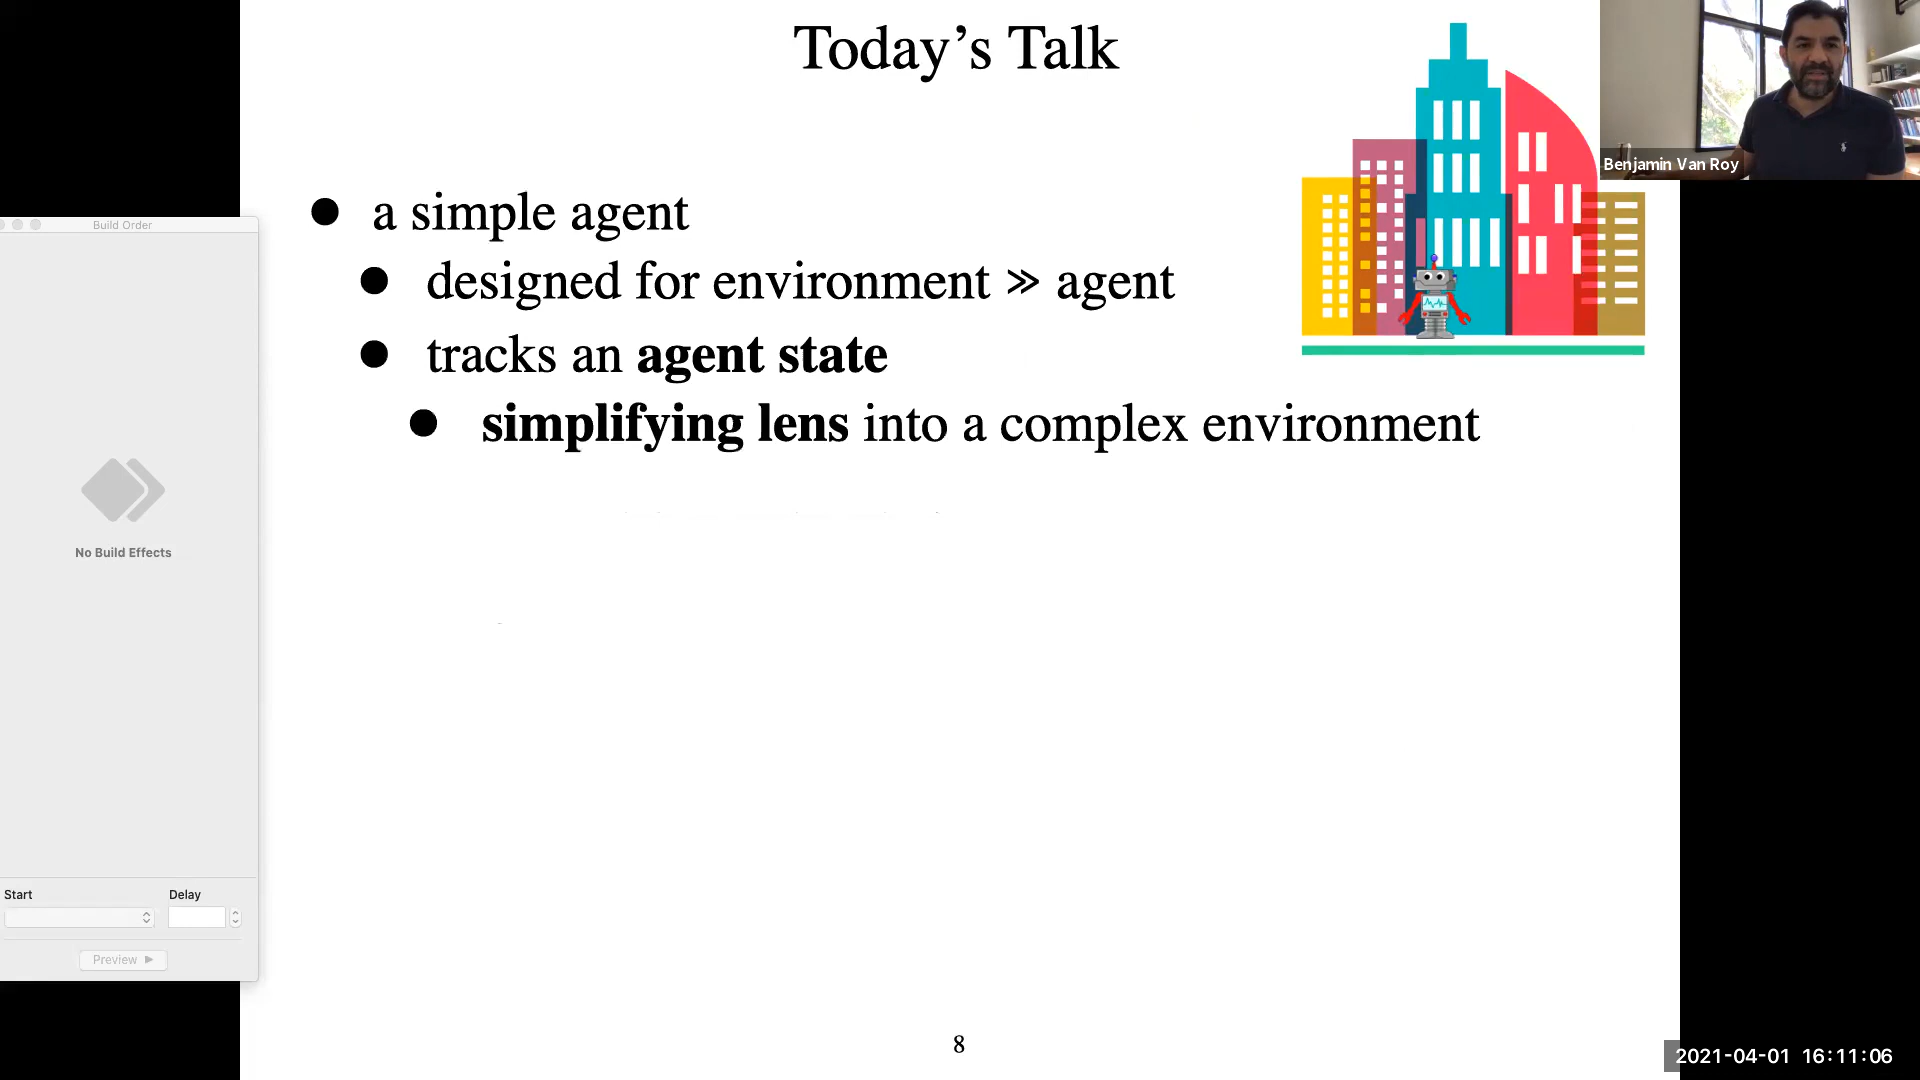 Today’s Talk
Benjamin Van Roy
● a simple agent
● designed for environment ≫ agent
● tracks an agent state
● simplifying lens into a complex environment
Build Order
No Build Effects
Start
Delay
Preview ▶
8
2021-04-01 16:11:06